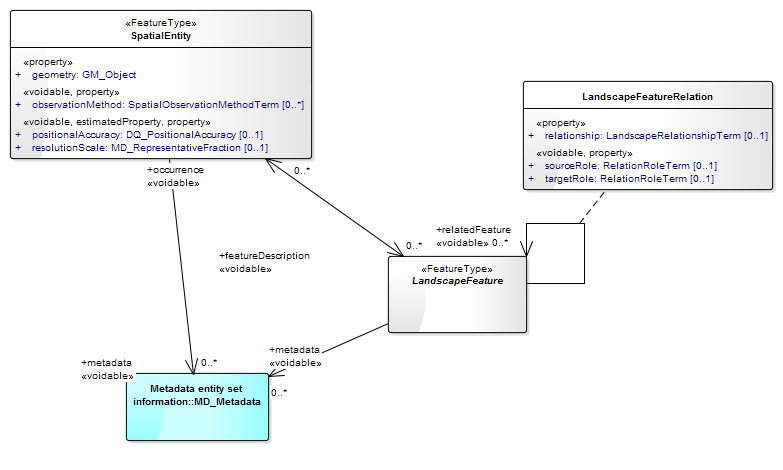 «FeatureType»
SpatialEntity
«property»
+ geometry: GM_Object
«voidable, property»
+ observationMethod: SpatialObservationMethodTerm [0..*]
«voidable, estimatedProperty, property»
+ positionalAccuracy: DQ_PositionalAccuracy [0..1]
+ resolutionScale: MD_RepresentativeFraction [0..1]
LandscapeFeatureRelation
«property»
+ relationship: LandscapeRelationshipTerm [0..1]
«voidable, property»
+ sourceRole: RelationRoleTerm [0..1]
+ targetRole: RelationRoleTerm [0..1]
+occurrence
«voidable»
0..*
+featureDescription
«voidable»
0..*
+relatedFeature
«voidable» 0..*
«FeatureType»
LandscapeFeature
+metadata
«voidable»
0..*
+metadata
«voidable»
0..*
Metadata entity set
information::MD_Metadata